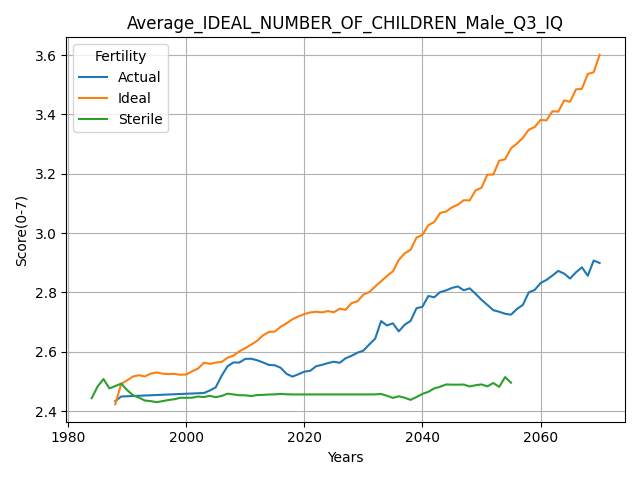 Average_IDEAL_NUMBER_OF_CHILDREN_Male_Q3_IQ
Fertility
Actual
Ideal
Sterile
Score(0-7)
3.6
3.4
3.2
3.0
2.8
2.6
2.4
1980
2000
2020
2040
2060
Years